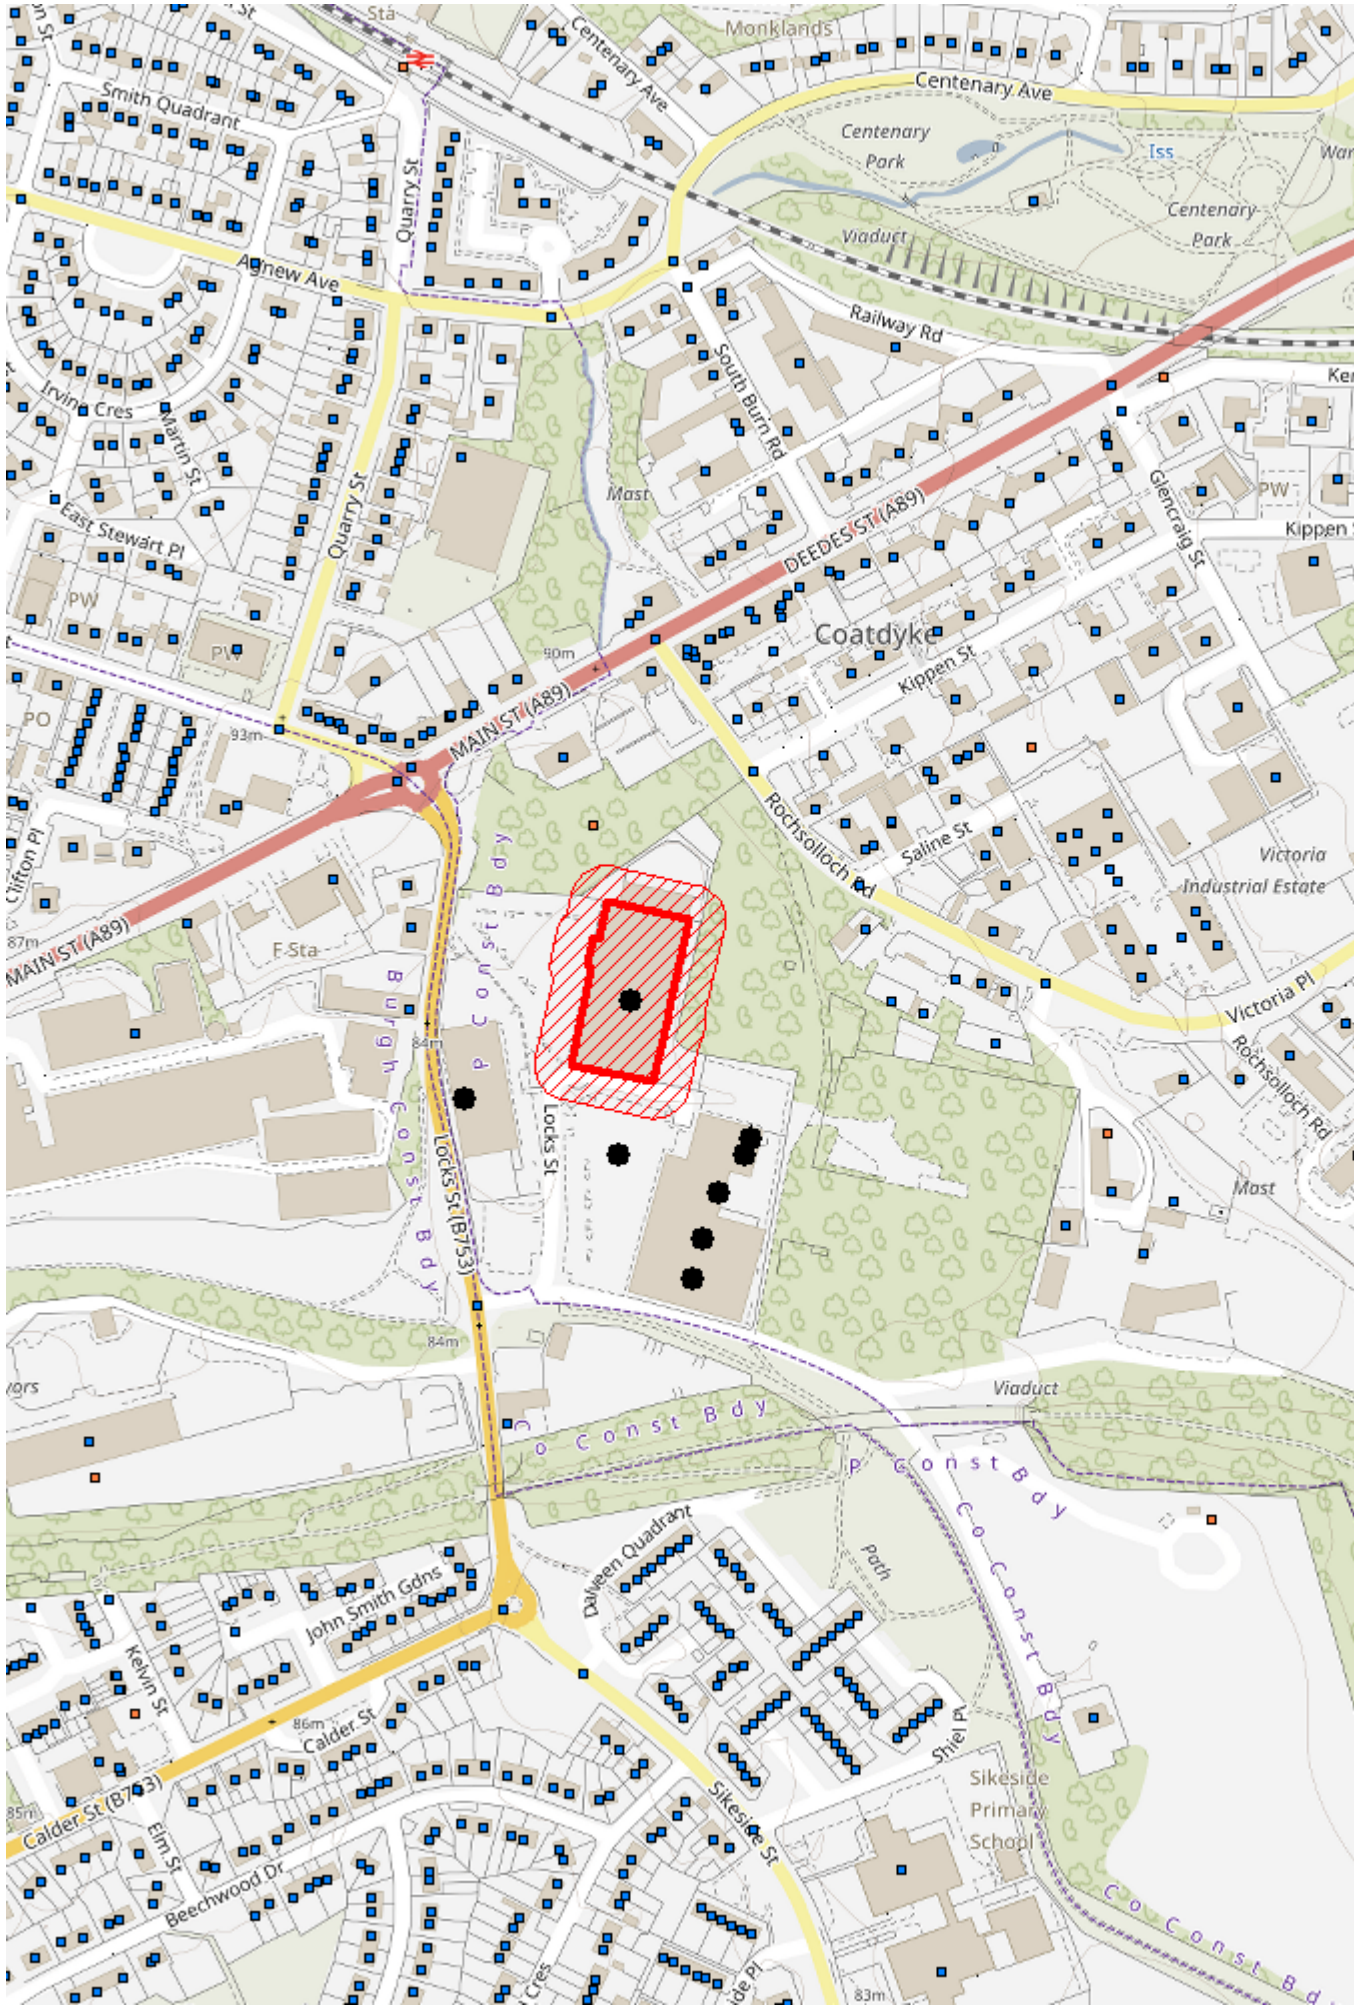 Sta
Monklands
Centenary Ave
Centenary Ave
Smith Quadrant
Centenary
Park
Iss
Quarry St
Centenary
Park
Viaduct
Agnew Ave
Railway Rd
South Burn Rd
Irvine Cres
Martin St
Quarry St
Mast
Glencraig St
PW
DEEDES ST (A89)
East Stewart Pl
PW
PW
Coatdyke
90m
Kippen St
PO
93m
MAIN ST (A89)
Rochsolloch Rd
Saline St
Victoria
Industrial Estate
Clifton Pl
P Const Bdy
MAIN ST (A89)
87m
F Sta
Burgh Const Bdy
84m
Victoria Pl
Rochsolloch Rd
Locks St
Locks St (B753)
Mast
84m
Viaduct
Co Const Bdy
P Const Bdy
Co Const Bdy
Dalveen Quadrant
Path
John Smith Gdns
Kelvin St
86m
Calder St
Shiel Pl
Sikeside
Primary
School
85m
Calder St (B753)
Elm St
Sikeside St
Beechwood Dr
Co Const Bd
83m